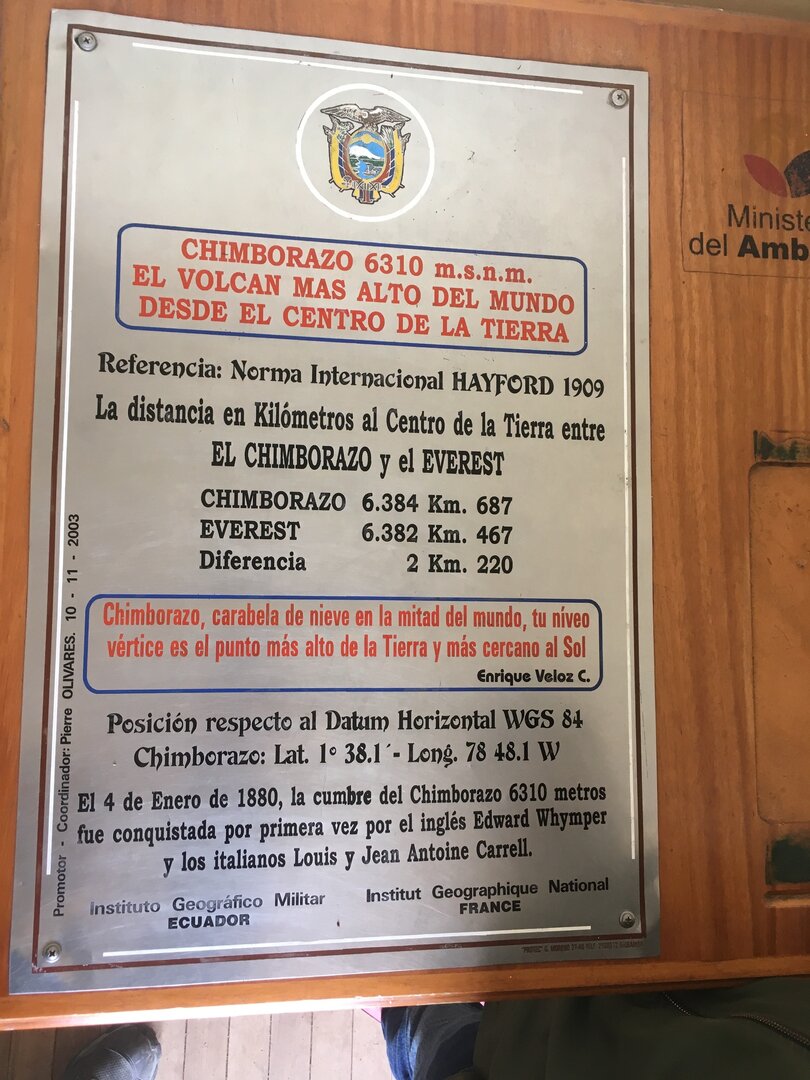 CHIMBORAZO 6310 m.s.n.m.
EL VOLCAN MAS ALTO DEL MUNDO
DESDE EL CENTRO DE LA TIERRA
Referencia: Norma Internacional HAYFORD 1909
La distancia en Kilómetros al Centro de la Tierra entre
EL CHIMBORAZO y el EVEREST
CHIMBORAZO 6.384 Km. 687
EVEREST 6.382 Km. 467
Diferencia 2 Km. 220
Chimborazo, carabela de nieve en la mitad del mundo, tu níveo
vértice es el punto más alto de la Tierra y más cercano al Sol
Enrique Veloz C.
Posición respecto al Datum Horizontal WGS 84
Chimborazo: Lat. 1° 38.1´- Long. 78 48.1 W
El 4 de Enero de 1880, la cumbre del Chimborazo 6310 metros
fue conquistada por primera vez por el inglés Edward Whymper
y los italianos Louis y Jean Antoine Carrell.
Instituto Geográfico Militar
ECUADOR
Institut Geographique National
FRANCE
Promotor - Coordinador: Pierre OLIVARES. 10 - 11 - 2003
Ministe
del Amb